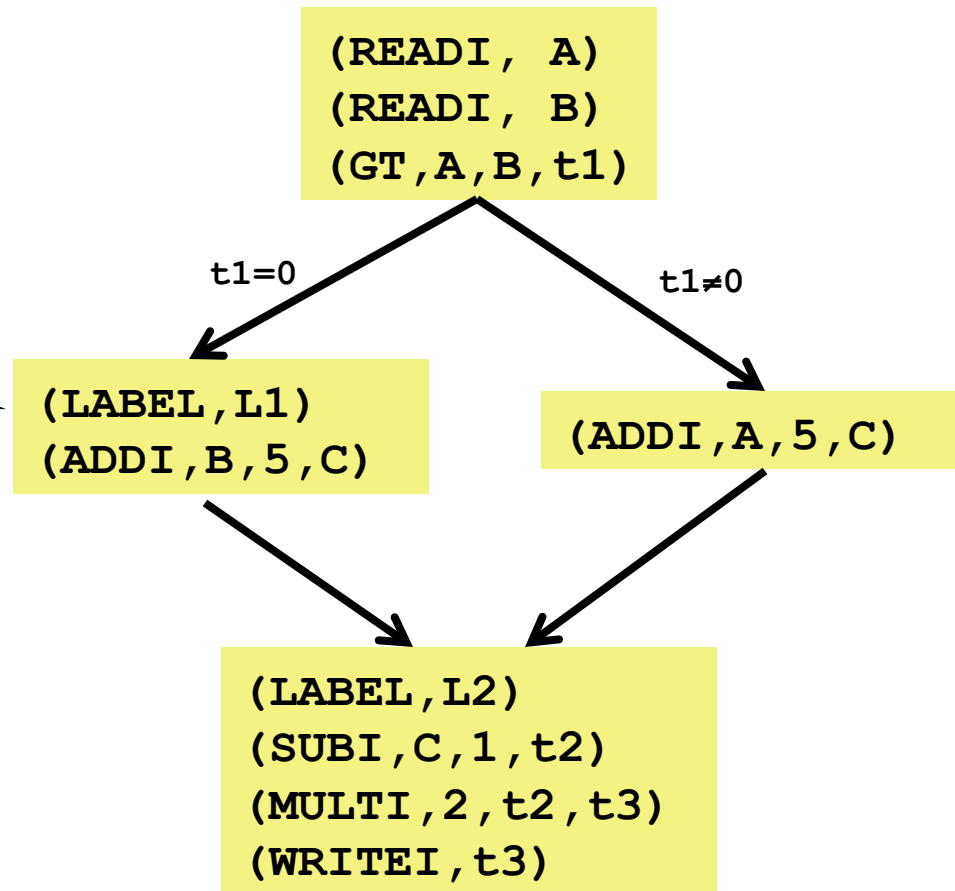 (READI, A)
(READI, B)
(GT,A,B,t1)
t1=0
t1≠0
(LABEL,L1)
(ADDI,B,5,C)
(ADDI,A,5,C)
(LABEL,L2)
(SUBI,C,1,t2)
(MULTI,2,t2,t3)
(WRITEI,t3)